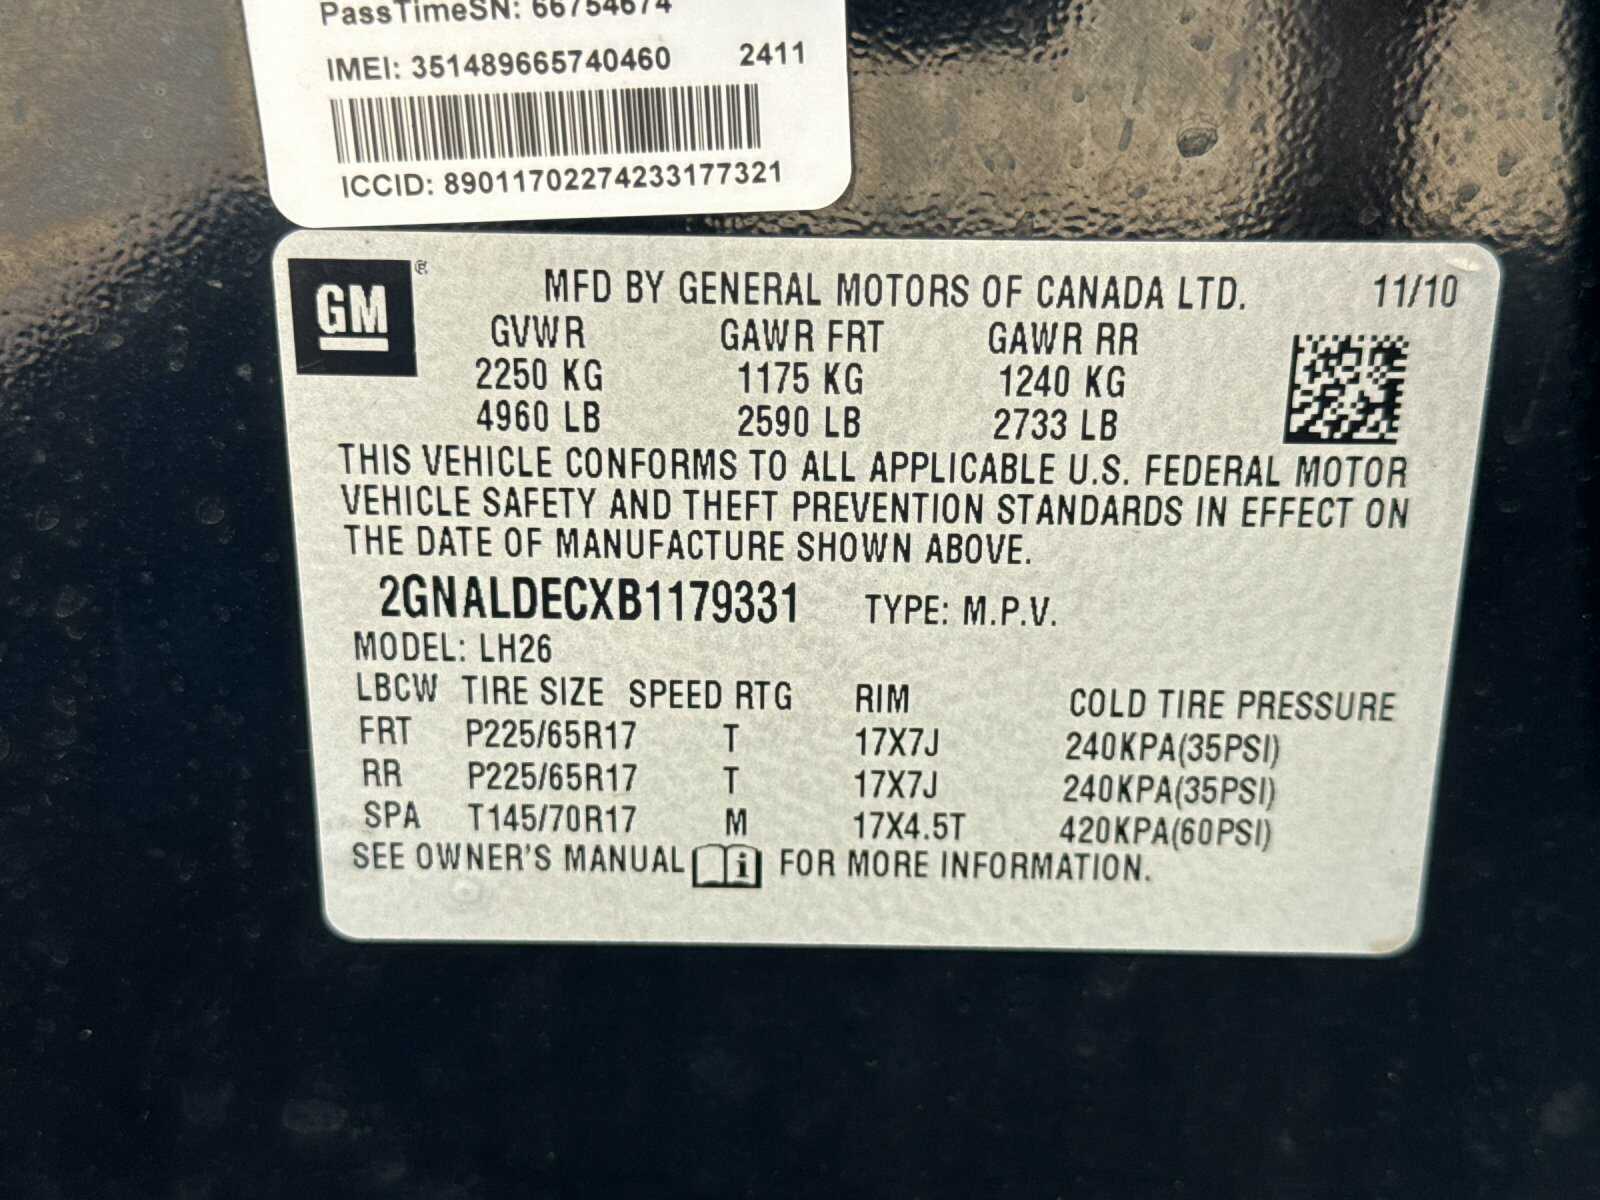 PassTimeSN: 66754674
IMEI: 351489665740460 2411
ICCID: 89011702274233177321
GM ® MFD BY GENERAL MOTORS OF CANADA LTD. 11/10
GVWR GAWR FRT GAWR RR
2250 KG 1175 KG 1240 KG
4960 LB 2590 LB 2733 LB
THIS VEHICLE CONFORMS TO ALL APPLICABLE U.S. FEDERAL MOTOR
VEHICLE SAFETY AND THEFT PREVENTION STANDARDS IN EFFECT ON
THE DATE OF MANUFACTURE SHOWN ABOVE.
2GNALDECXB1179331 TYPE: M.P.V.
MODEL: LH26
LBCW TIRE SIZE SPEED RTG RIM COLD TIRE PRESSURE
FRT P225/65R17 T 17X7J 240KPA(35PSI)
RR P225/65R17 T 17X7J 240KPA(35PSI)
SPA T145/70R17 M 17X4.5T 420KPA(60PSI)
SEE OWNER'S MANUAL i FOR MORE INFORMATION.